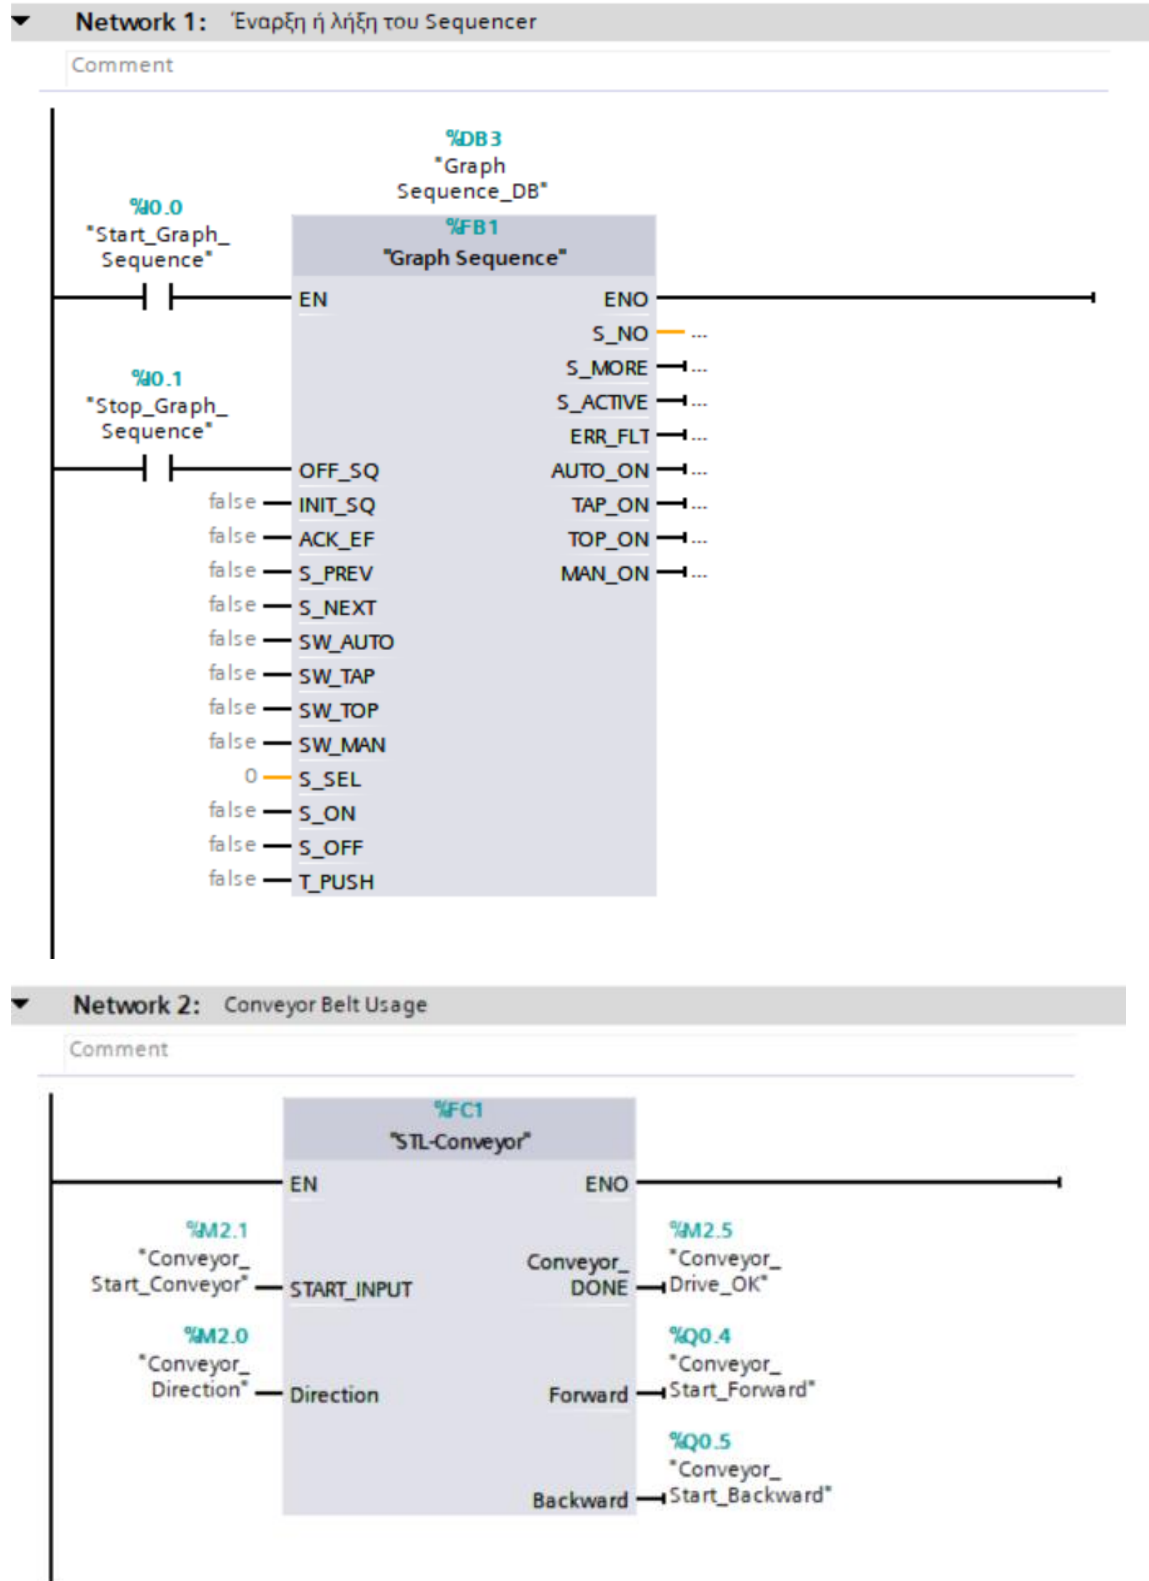 Network 1: Έναρξη ή λήξη του Sequencer
Comment
%DB3
"Graph
Sequence_DB"
%I0.0
"Start_Graph_
Sequence"
%FB1
"Graph Sequence"
EN
ENO
S_NO ...
S_MORE ...
%I0.1
"Stop_Graph_
Sequence"
S_ACTIVE ...
ERR_FLT ...
OFF_SQ
AUTO_ON ...
false INIT_SQ
TAP_ON ...
false ACK_EF
TOP_ON ...
false S_PREV
MAN_ON ...
false S_NEXT
false SW_AUTO
false SW_TAP
false SW_TOP
false SW_MAN
0 S_SEL
false S_ON
false S_OFF
false T_PUSH
Network 2: Conveyor Belt Usage
Comment
%FC1
"STL-Conveyor"
EN
ENO
%M2.1
"Conveyor_
Start_Conveyor"
START_INPUT
Conveyor_
DONE
%M2.5
"Conveyor_
Drive_OK"
%M2.0
"Conveyor_
Direction"
Direction
Forward
%Q0.4
"Conveyor_
Start_Forward"
Backward
%Q0.5
"Conveyor_
Start_Backward"